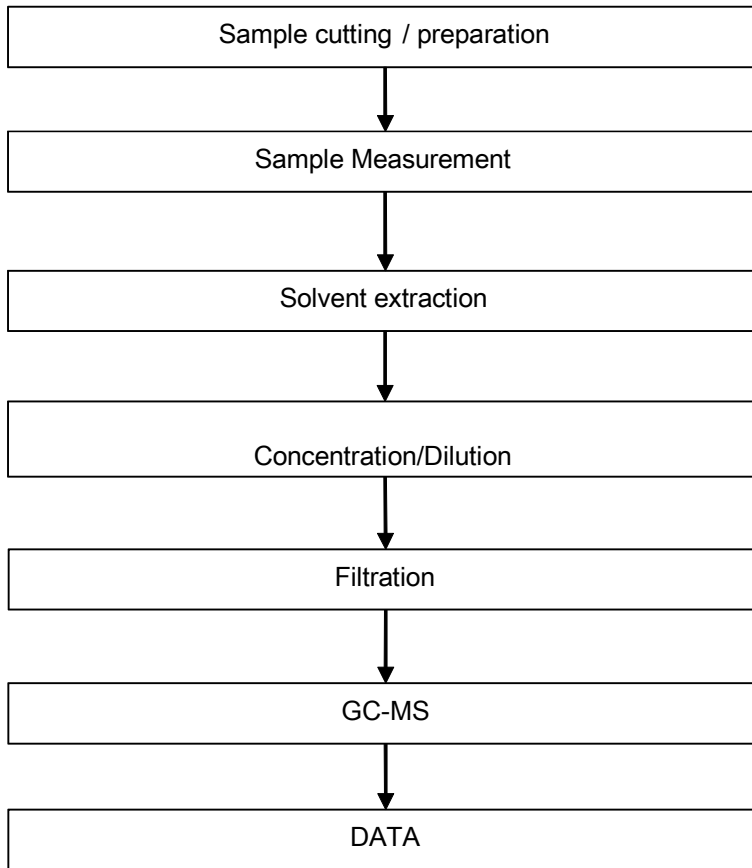 Sample cutting / preparation
Sample Measurement
Solvent extraction
Concentration/Dilution
Filtration
GC-MS
DATA